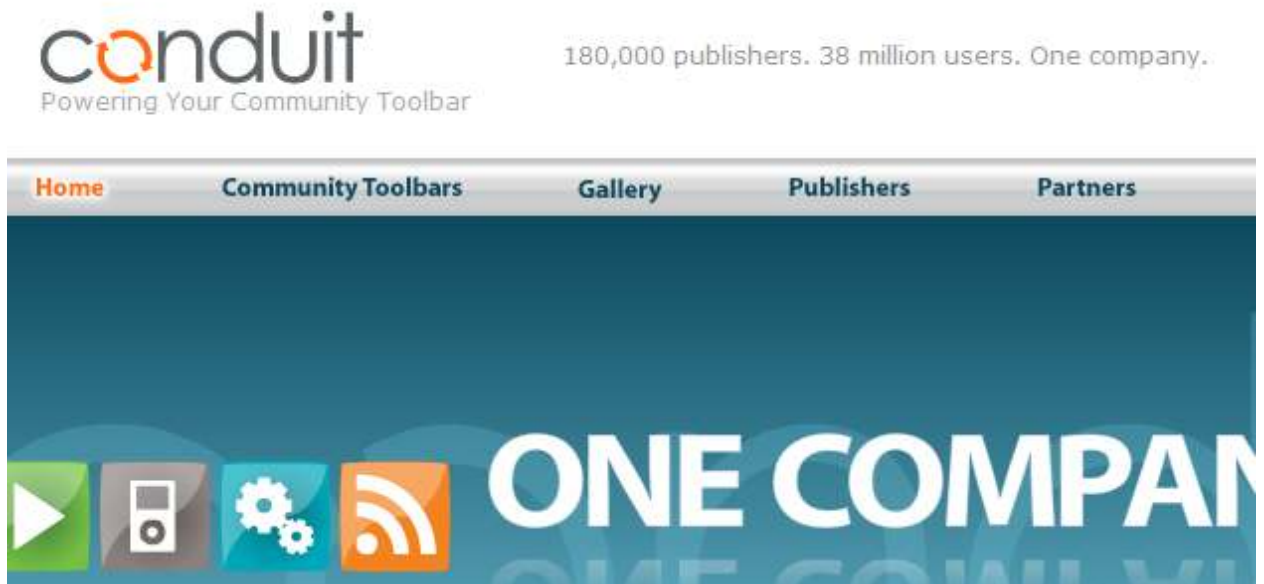 conduit
Powering Your Community Toolbar
180,000 publishers. 38 million users. One company.
Home Community Toolbars Gallery Publishers Partners
ONE COMPAN